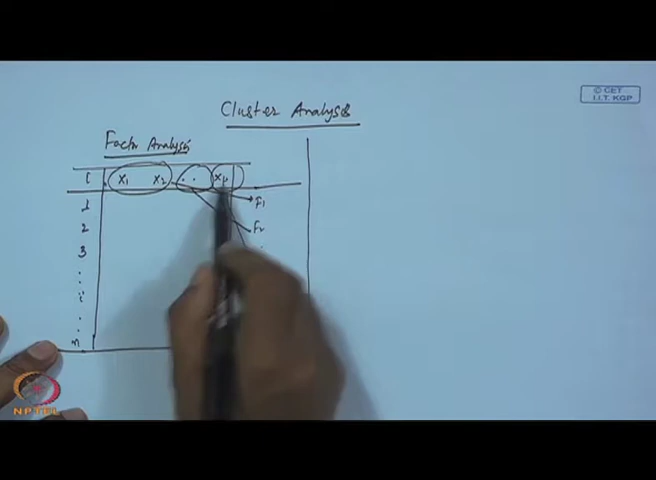 © CET
I.I.T. KGP
Cluster Analysis
Factor Analysis
i x1 x2 . . xp
1 F1
2 F2
3
:
i
:
n
NPTEL